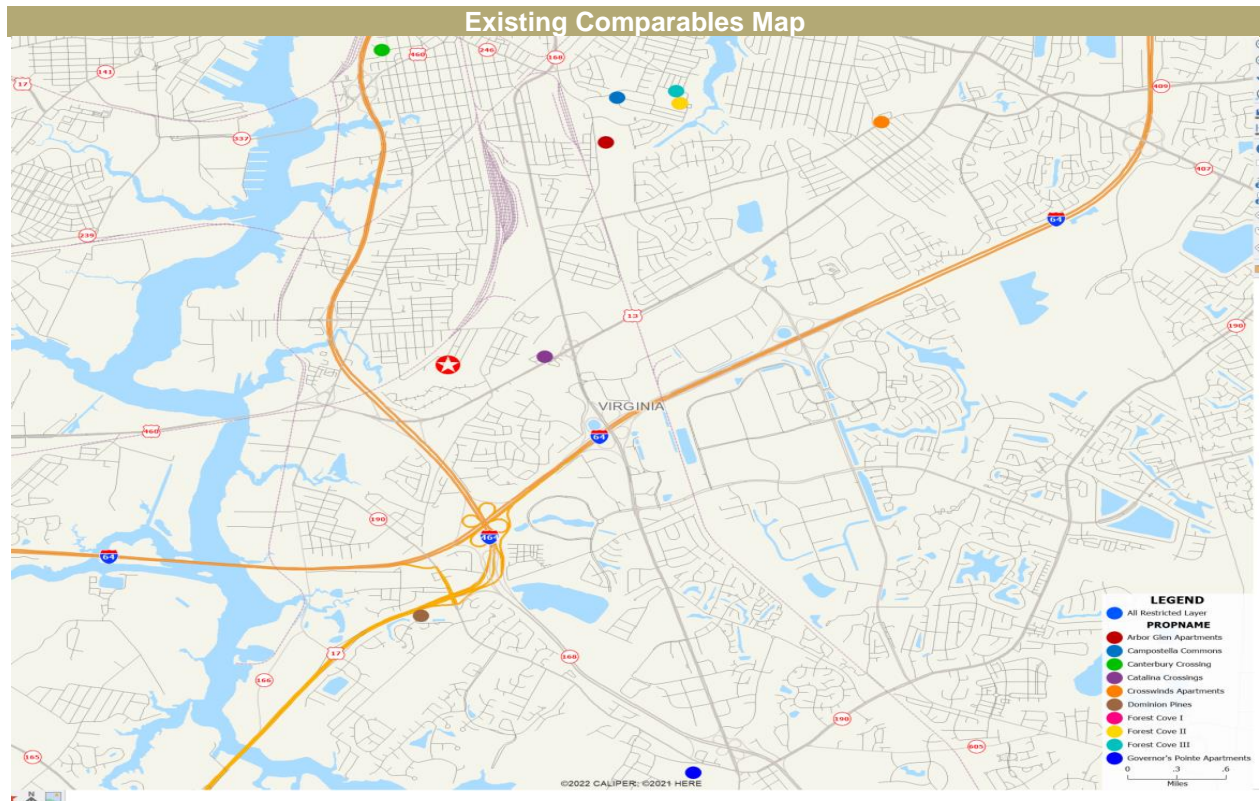 Existing Comparables Map
17
141
460
246
168
337
409
407
239
64
13
190
VIRGINIA
460
64
190
464
64
17
168
166
190
165
605
LEGEND
All Restricted Layer
PROPNAME
Arbor Glen Apartments
Campostella Commons
Canterbury Crossing
Catalina Crossings
Crosswinds Apartments
Dominion Pines
Forest Cove I
Forest Cove II
Forest Cove III
Governor's Pointe Apartments
0 .3 .6
Miles
©2022 CALIPER; ©2021 HERE
N